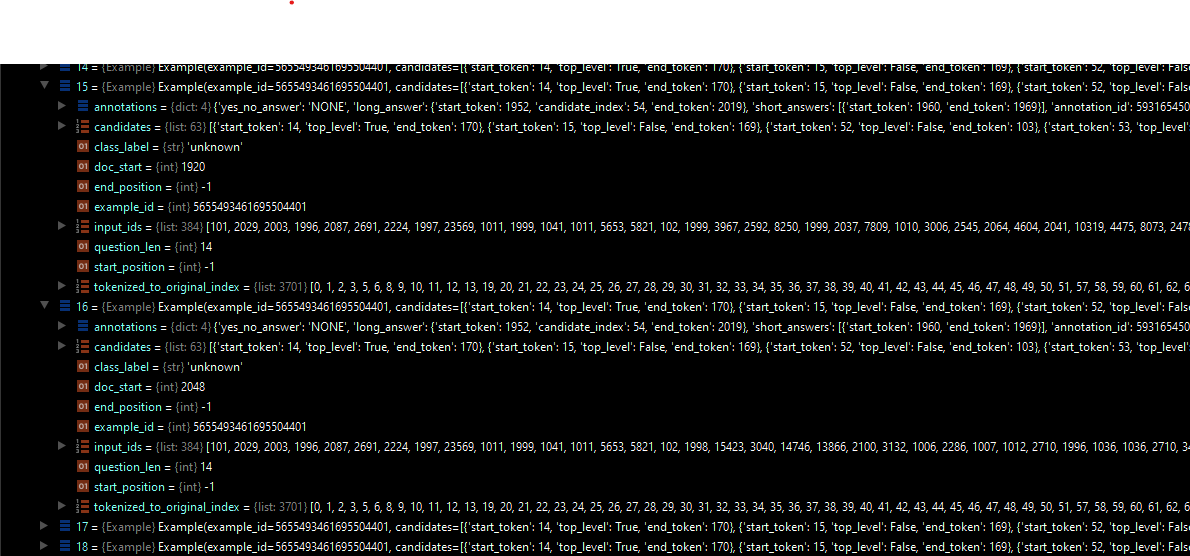 14 = {Example} Example(example_id=5655493461695504401, candidates=[{'start_token': 14, 'top_level': True, 'end_token': 170}, {'start_token': 15, 'top_level': False, 'end_token': 169}, {'start_token': 52, 'top_level': Fals
15 = {Example} Example(example_id=5655493461695504401, candidates=[{'start_token': 14, 'top_level': True, 'end_token': 170}, {'start_token': 15, 'top_level': False, 'end_token': 169}, {'start_token': 52, 'top_level': Fals
annotations = {dict: 4} {'yes_no_answer': 'NONE', 'long_answer': {'start_token': 1952, 'candidate_index': 54, 'end_token': 2019}, 'short_answers': [{'start_token': 1960, 'end_token': 1969}], 'annotation_id': 593165450
candidates = {list: 63} [{'start_token': 14, 'top_level': True, 'end_token': 170}, {'start_token': 15, 'top_level': False, 'end_token': 169}, {'start_token': 52, 'top_level': False, 'end_token': 103}, {'start_token': 53, 'top_level'
01 class_label = {str} 'unknown'
01 doc_start = {int} 1920
01 end_position = {int} -1
01 example_id = {int} 5655493461695504401
input_ids = {list: 384} [101, 2029, 2003, 1996, 2087, 2691, 2224, 1997, 23569, 1011, 1999, 1041, 1011, 5653, 5821, 102, 1999, 3967, 2592, 8250, 1999, 2037, 7809, 1010, 3006, 2545, 2064, 4604, 2041, 10319, 4475, 8073, 2478
01 question_len = {int} 14
01 start_position = {int} -1
tokenized_to_original_index = {list: 3701} [0, 1, 2, 3, 5, 6, 8, 9, 10, 11, 12, 13, 19, 20, 21, 22, 23, 24, 25, 26, 27, 28, 29, 30, 31, 32, 33, 34, 35, 36, 37, 38, 39, 40, 41, 42, 43, 44, 45, 46, 47, 48, 49, 50, 51, 57, 58, 59, 60, 61, 62, 6
16 = {Example} Example(example_id=5655493461695504401, candidates=[{'start_token': 14, 'top_level': True, 'end_token': 170}, {'start_token': 15, 'top_level': False, 'end_token': 169}, {'start_token': 52, 'top_level': Fals
annotations = {dict: 4} {'yes_no_answer': 'NONE', 'long_answer': {'start_token': 1952, 'candidate_index': 54, 'end_token': 2019}, 'short_answers': [{'start_token': 1960, 'end_token': 1969}], 'annotation_id': 593165450
candidates = {list: 63} [{'start_token': 14, 'top_level': True, 'end_token': 170}, {'start_token': 15, 'top_level': False, 'end_token': 169}, {'start_token': 52, 'top_level': False, 'end_token': 103}, {'start_token': 53, 'top_level'
01 class_label = {str} 'unknown'
01 doc_start = {int} 2048
01 end_position = {int} -1
01 example_id = {int} 5655493461695504401
input_ids = {list: 384} [101, 2029, 2003, 1996, 2087, 2691, 2224, 1997, 23569, 1011, 1999, 1041, 1011, 5653, 5821, 102, 1998, 15423, 3040, 14746, 13866, 2100, 3132, 1006, 2286, 1007, 1012, 2710, 1996, 1036, 1036, 2710, 34
01 question_len = {int} 14
01 start_position = {int} -1
tokenized_to_original_index = {list: 3701} [0, 1, 2, 3, 5, 6, 8, 9, 10, 11, 12, 13, 19, 20, 21, 22, 23, 24, 25, 26, 27, 28, 29, 30, 31, 32, 33, 34, 35, 36, 37, 38, 39, 40, 41, 42, 43, 44, 45, 46, 47, 48, 49, 50, 51, 57, 58, 59, 60, 61, 62, 6
17 = {Example} Example(example_id=5655493461695504401, candidates=[{'start_token': 14, 'top_level': True, 'end_token': 170}, {'start_token': 15, 'top_level': False, 'end_token': 169}, {'start_token': 52, 'top_level': Fals
18 = {Example} Example(example_id=5655493461695504401, candidates=[{'start_token': 14, 'top_level': True, 'end_token': 170}, {'start_token': 15, 'top_level': False, 'end_token': 169}, {'start_token': 52, 'top_level': Fals